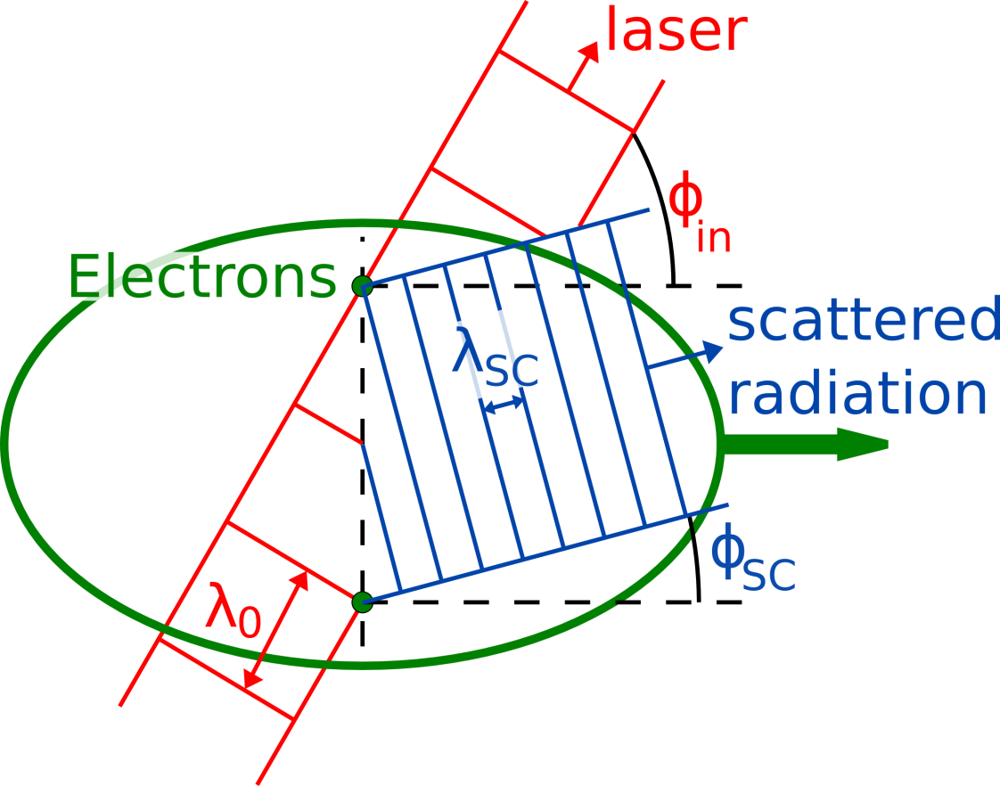 laser
ϕin
Electrons
scattered
radiation
λSC
ϕSC
λ0